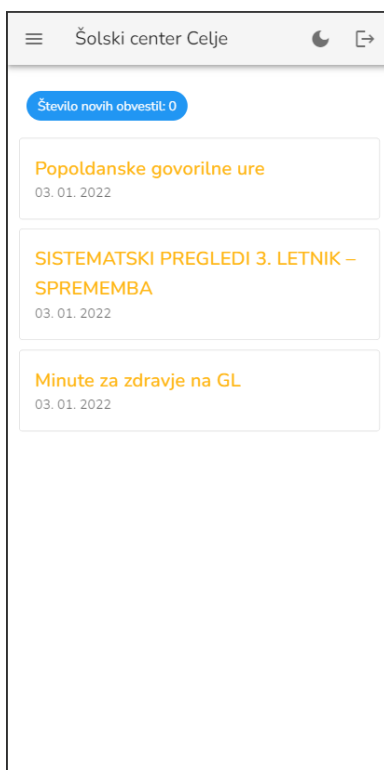 Šolski center Celje
Število novih obvestil: 0
Popoldanske govorilne ure
03. 01. 2022
SISTEMATSKI PREGLEDI 3. LETNIK –
SPREMEMBA
03. 01. 2022
Minute za zdravje na GL
03. 01. 2022